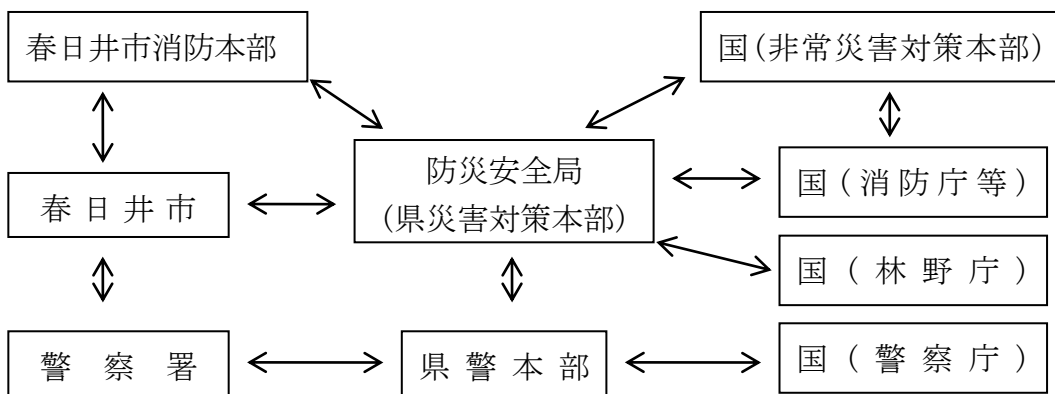 春日井市消防本部
国(非常災害対策本部)
防災安全局
(県災害対策本部)
国(消防庁等)
春日井市
国(林野庁)
警察署
県警本部
国(警察庁)